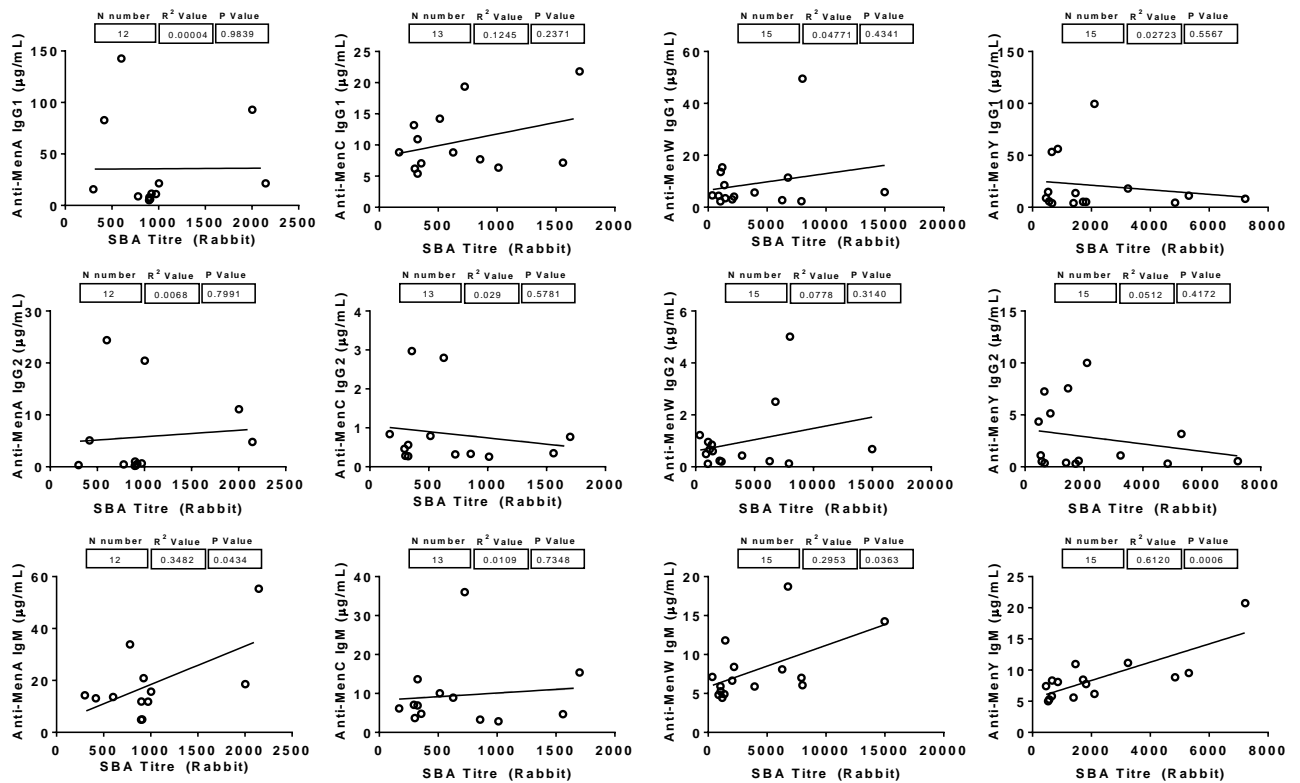 N number R² Value P Value
12 0.00004 0.9839
Anti-MenA IgG1 (µg/mL)
150
100
50
0
0 500 1000 1500 2000 2500
SBA Titre (Rabbit)
N number R² Value P Value
13 0.1245 0.2371
Anti-MenC IgG1 (µg/mL)
25
20
15
10
5
0
0 500 1000 1500 2000
SBA Titre (Rabbit)
N number R² Value P Value
15 0.04771 0.4341
Anti-MenW IgG1 (µg/mL)
60
40
20
0
0 5000 10000 15000 20000
SBA Titre (Rabbit)
N number R² Value P Value
15 0.02723 0.5567
Anti-MenY IgG1 (µg/mL)
150
100
50
0
0 2000 4000 6000 8000
SBA Titre (Rabbit)
N number R² Value P Value
12 0.0068 0.7991
Anti-MenA IgG2 (µg/mL)
30
20
10
0
0 500 1000 1500 2000 2500
SBA Titre (Rabbit)
N number R² Value P Value
13 0.029 0.5781
Anti-MenC IgG2 (µg/mL)
4
3
2
1
0
0 500 1000 1500 2000
SBA Titre (Rabbit)
N number R² Value P Value
15 0.0778 0.3140
Anti-MenW IgG2 (µg/mL)
6
4
2
0
0 5000 10000 15000 20000
SBA Titre (Rabbit)
N number R² Value P Value
15 0.0512 0.4172
Anti-MenY IgG2 (µg/mL)
15
10
5
0
0 2000 4000 6000 8000
SBA Titre (Rabbit)
N number R² Value P Value
12 0.3482 0.0434
Anti-MenA IgM (µg/mL)
60
40
20
0
0 500 1000 1500 2000 2500
SBA Titre (Rabbit)
N number R² Value P Value
13 0.0109 0.7348
Anti-MenC IgM (µg/mL)
40
30
20
10
0
0 500 1000 1500 2000
SBA Titre (Rabbit)
N number R² Value P Value
15 0.2953 0.0363
Anti-MenW IgM (µg/mL)
20
15
10
5
0
0 5000 10000 15000 20000
SBA Titre (Rabbit)
N number R² Value P Value
15 0.6120 0.0006
Anti-MenY IgM (µg/mL)
25
20
15
10
5
0
0 2000 4000 6000 8000
SBA Titre (Rabbit)